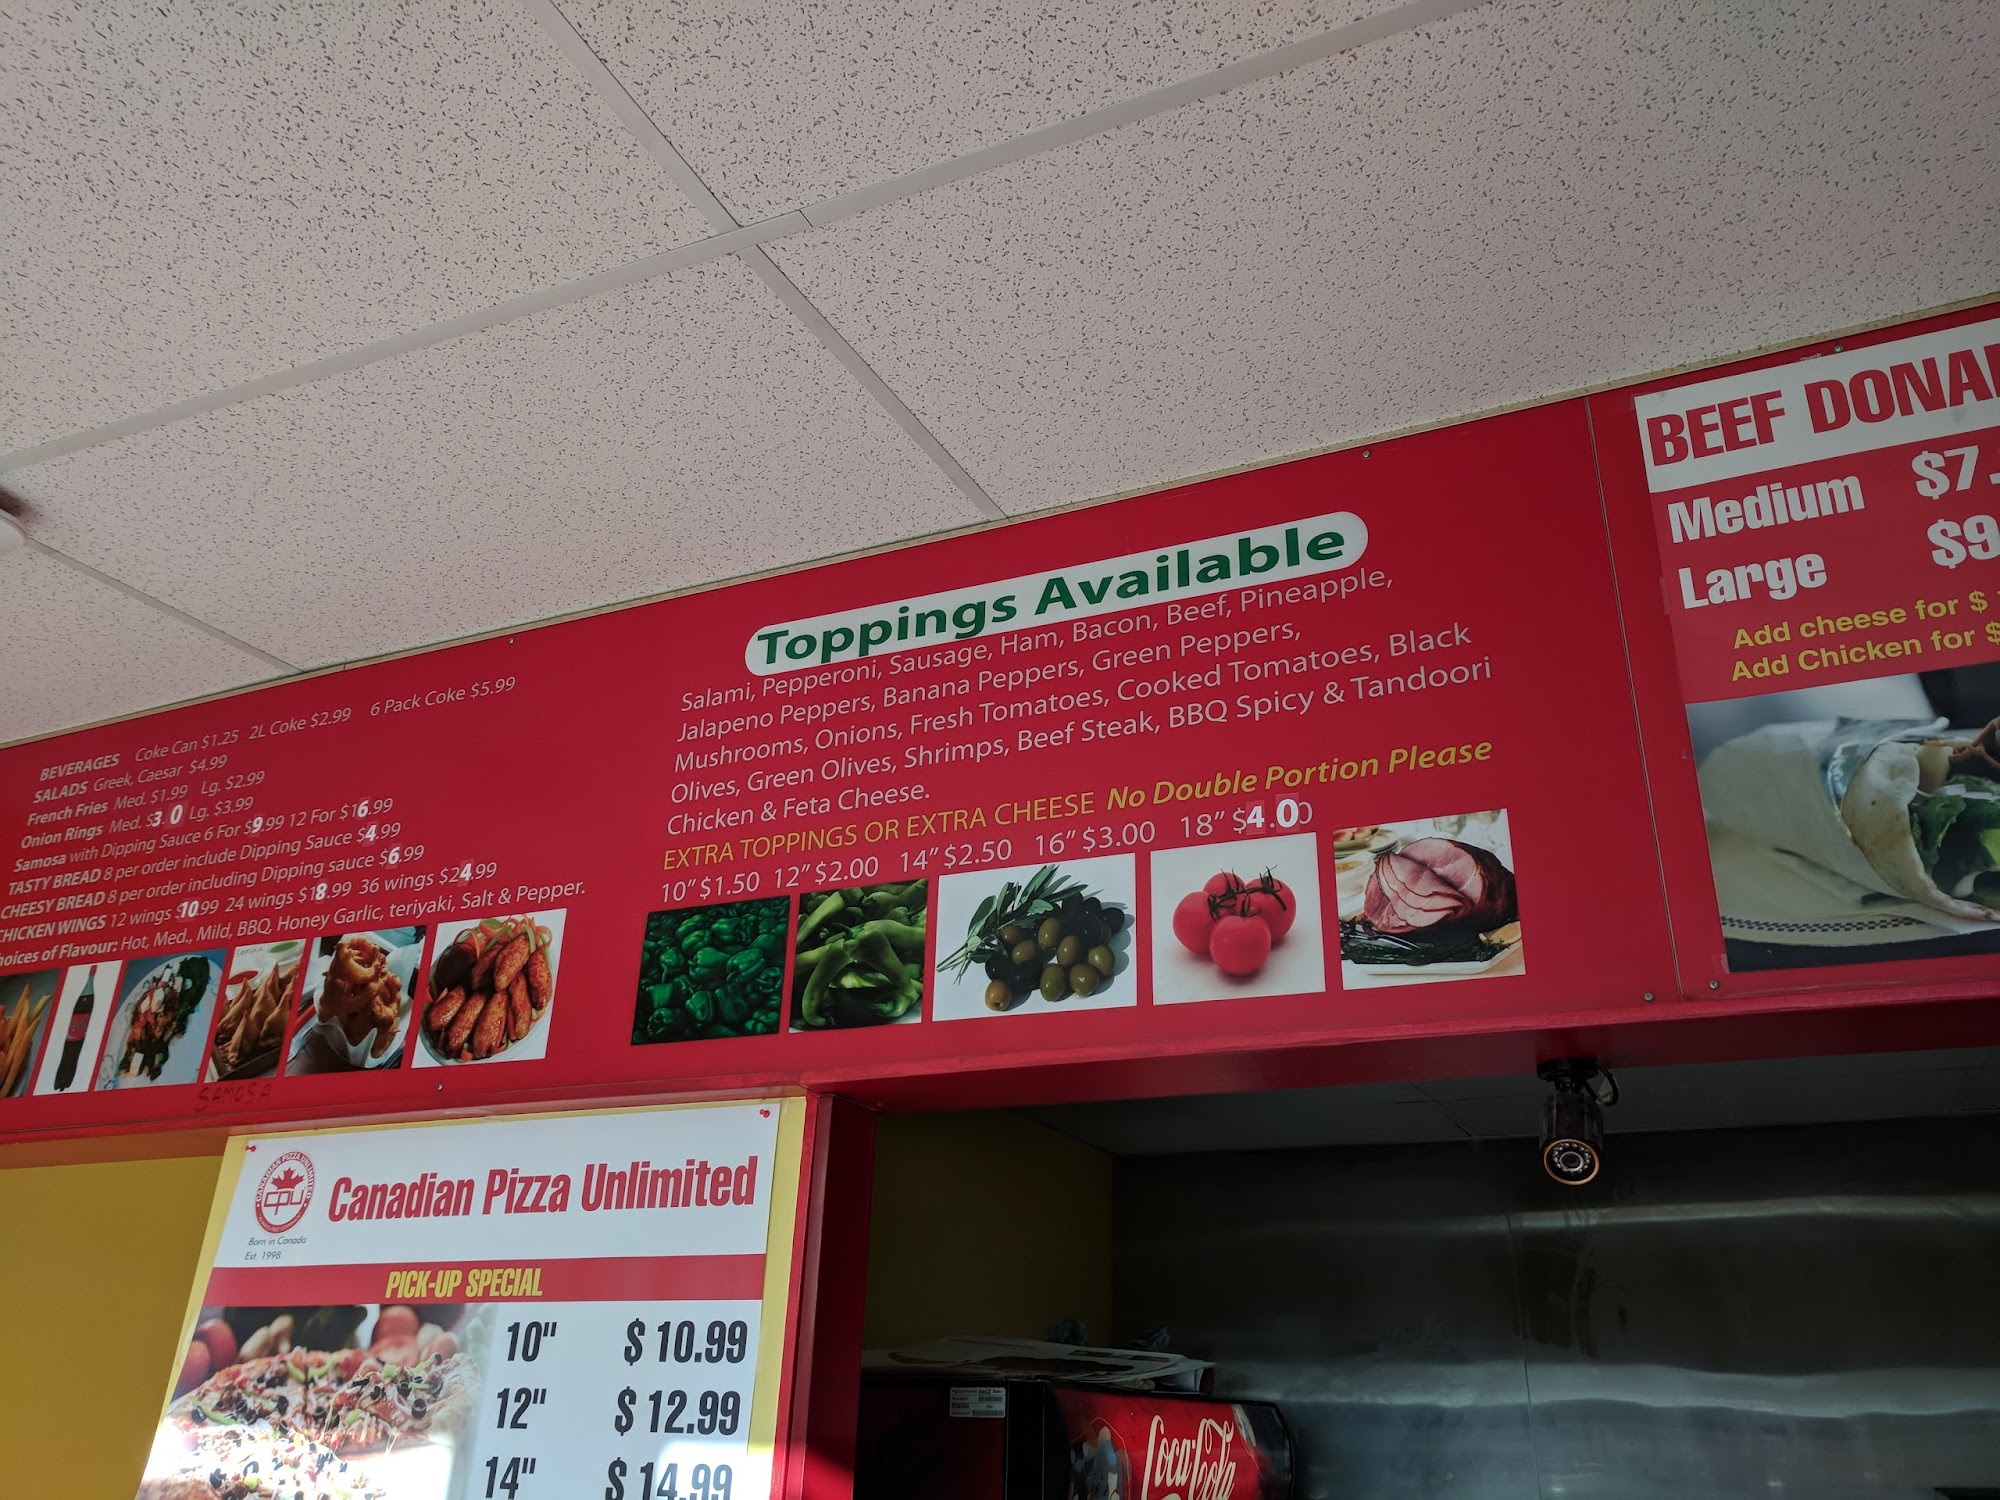 BEVERAGES Coke Can $1.25 2L Coke $2.99 6 Pack Coke $5.99
SALADS Greek, Caesar $4.99
French Fries Med. $1.99 Lg. $2.99
Onion Rings Med. $3. 0 Lg. $3.99
Samosa with Dipping Sauce 6 For $9.99 12 For $16.99
TASTY BREAD 8 per order include Dipping Sauce $4.99
CHEESY BREAD 8 per order including Dipping sauce $6.99
CHICKEN WINGS 12 wings $10.99 24 wings $18.99 36 wings $24.99
hoices of Flavour: Hot, Med., Mild, BBQ, Honey Garlic, teriyaki, Salt & Pepper.
SAMOSA
Toppings Available
Salami, Pepperoni, Sausage, Ham, Bacon, Beef, Pineapple,
Jalapeno Peppers, Banana Peppers, Green Peppers,
Mushrooms, Onions, Fresh Tomatoes, Cooked Tomatoes, Black
Olives, Green Olives, Shrimps, Beef Steak, BBQ Spicy & Tandoori
Chicken & Feta Cheese.
EXTRA TOPPINGS OR EXTRA CHEESE No Double Portion Please
10" $1.50 12" $2.00 14" $2.50 16" $3.00 18" $4.00
BEEF DONA
Medium $7.
Large $9
Add cheese for $
Add Chicken for $
CANADIAN PIZZA UNLIMITED
CPU
Born in Canada
Est. 1998
Canadian Pizza Unlimited
PICK-UP SPECIAL
10" $ 10.99
12" $ 12.99
14" $ 14.99
Coca-Cola